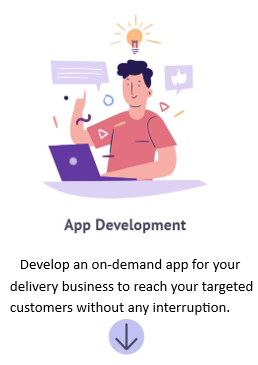 App Development
Develop an on-demand app for your
delivery business to reach your targeted
customers without any interruption.